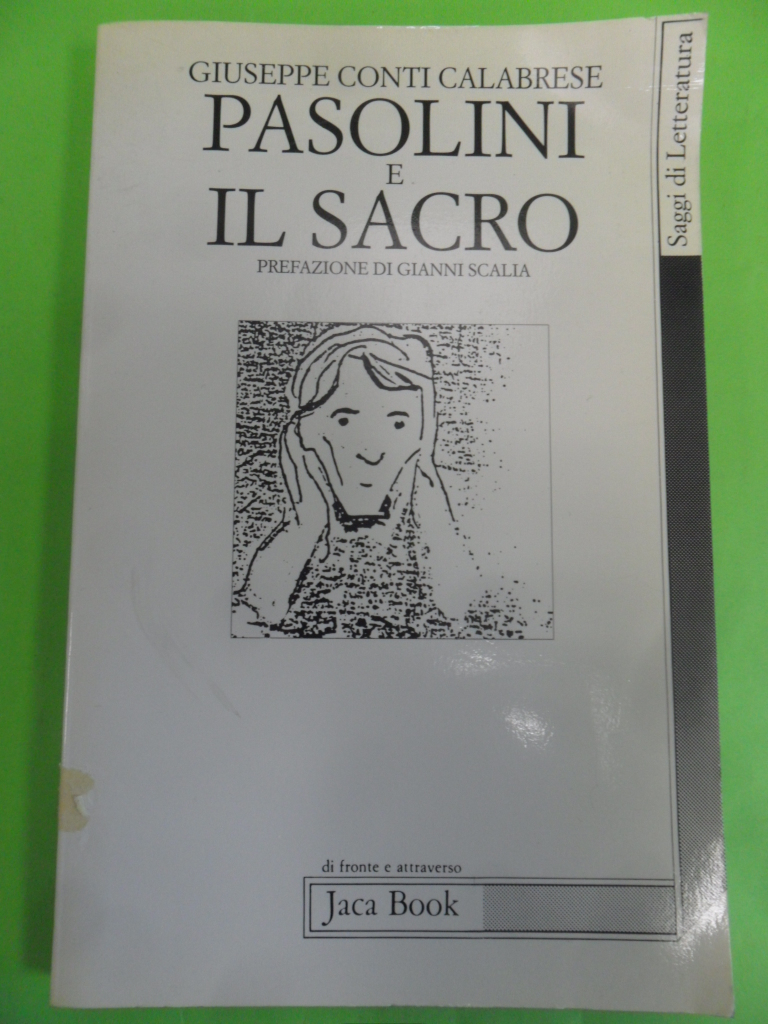 GIUSEPPE CONTI CALABRESE
PASOLINI
E
IL SACRO
PREFAZIONE DI GIANNI SCALIA
Saggi di Letteratura
di fronte e attraverso
Jaca Book